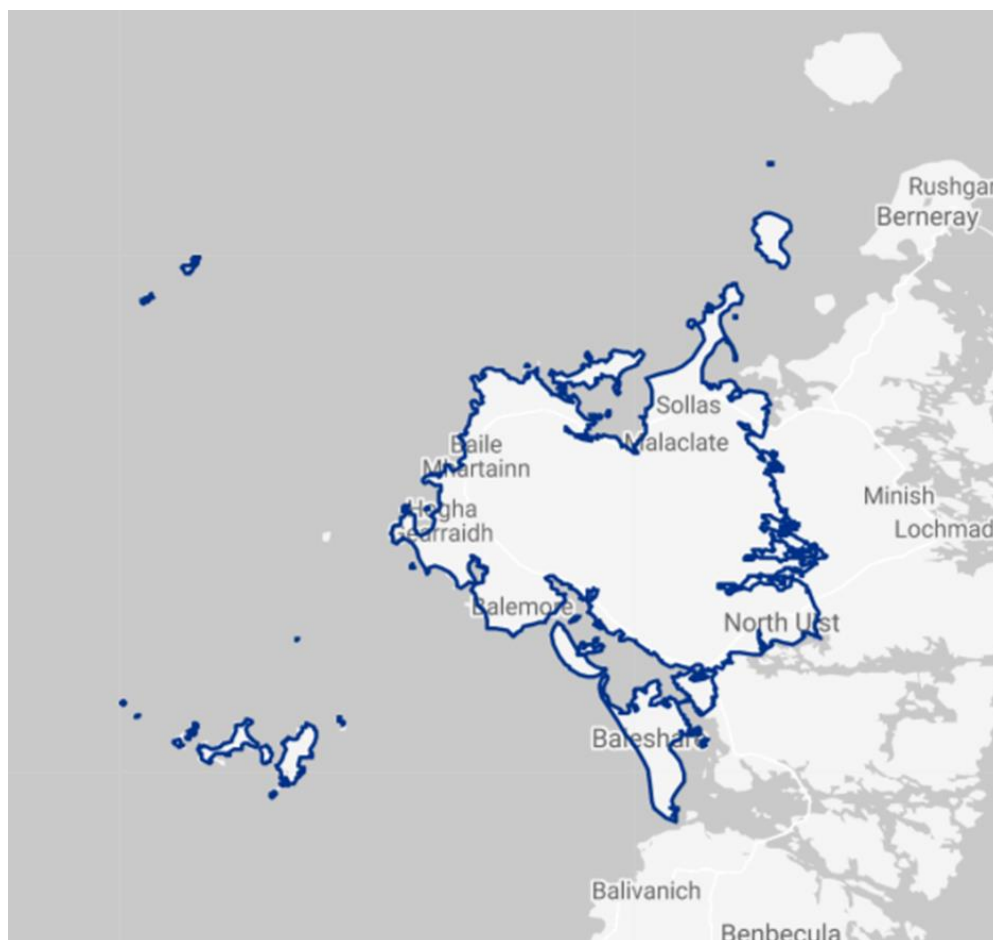 Rushgar
Berneray
Sollas
Malaclate
Baile
Mhartainn
Hogha
Gearraidh
Minish
Lochmad
Balemore
North Uist
Baleshare
Balivanich
Benbecula